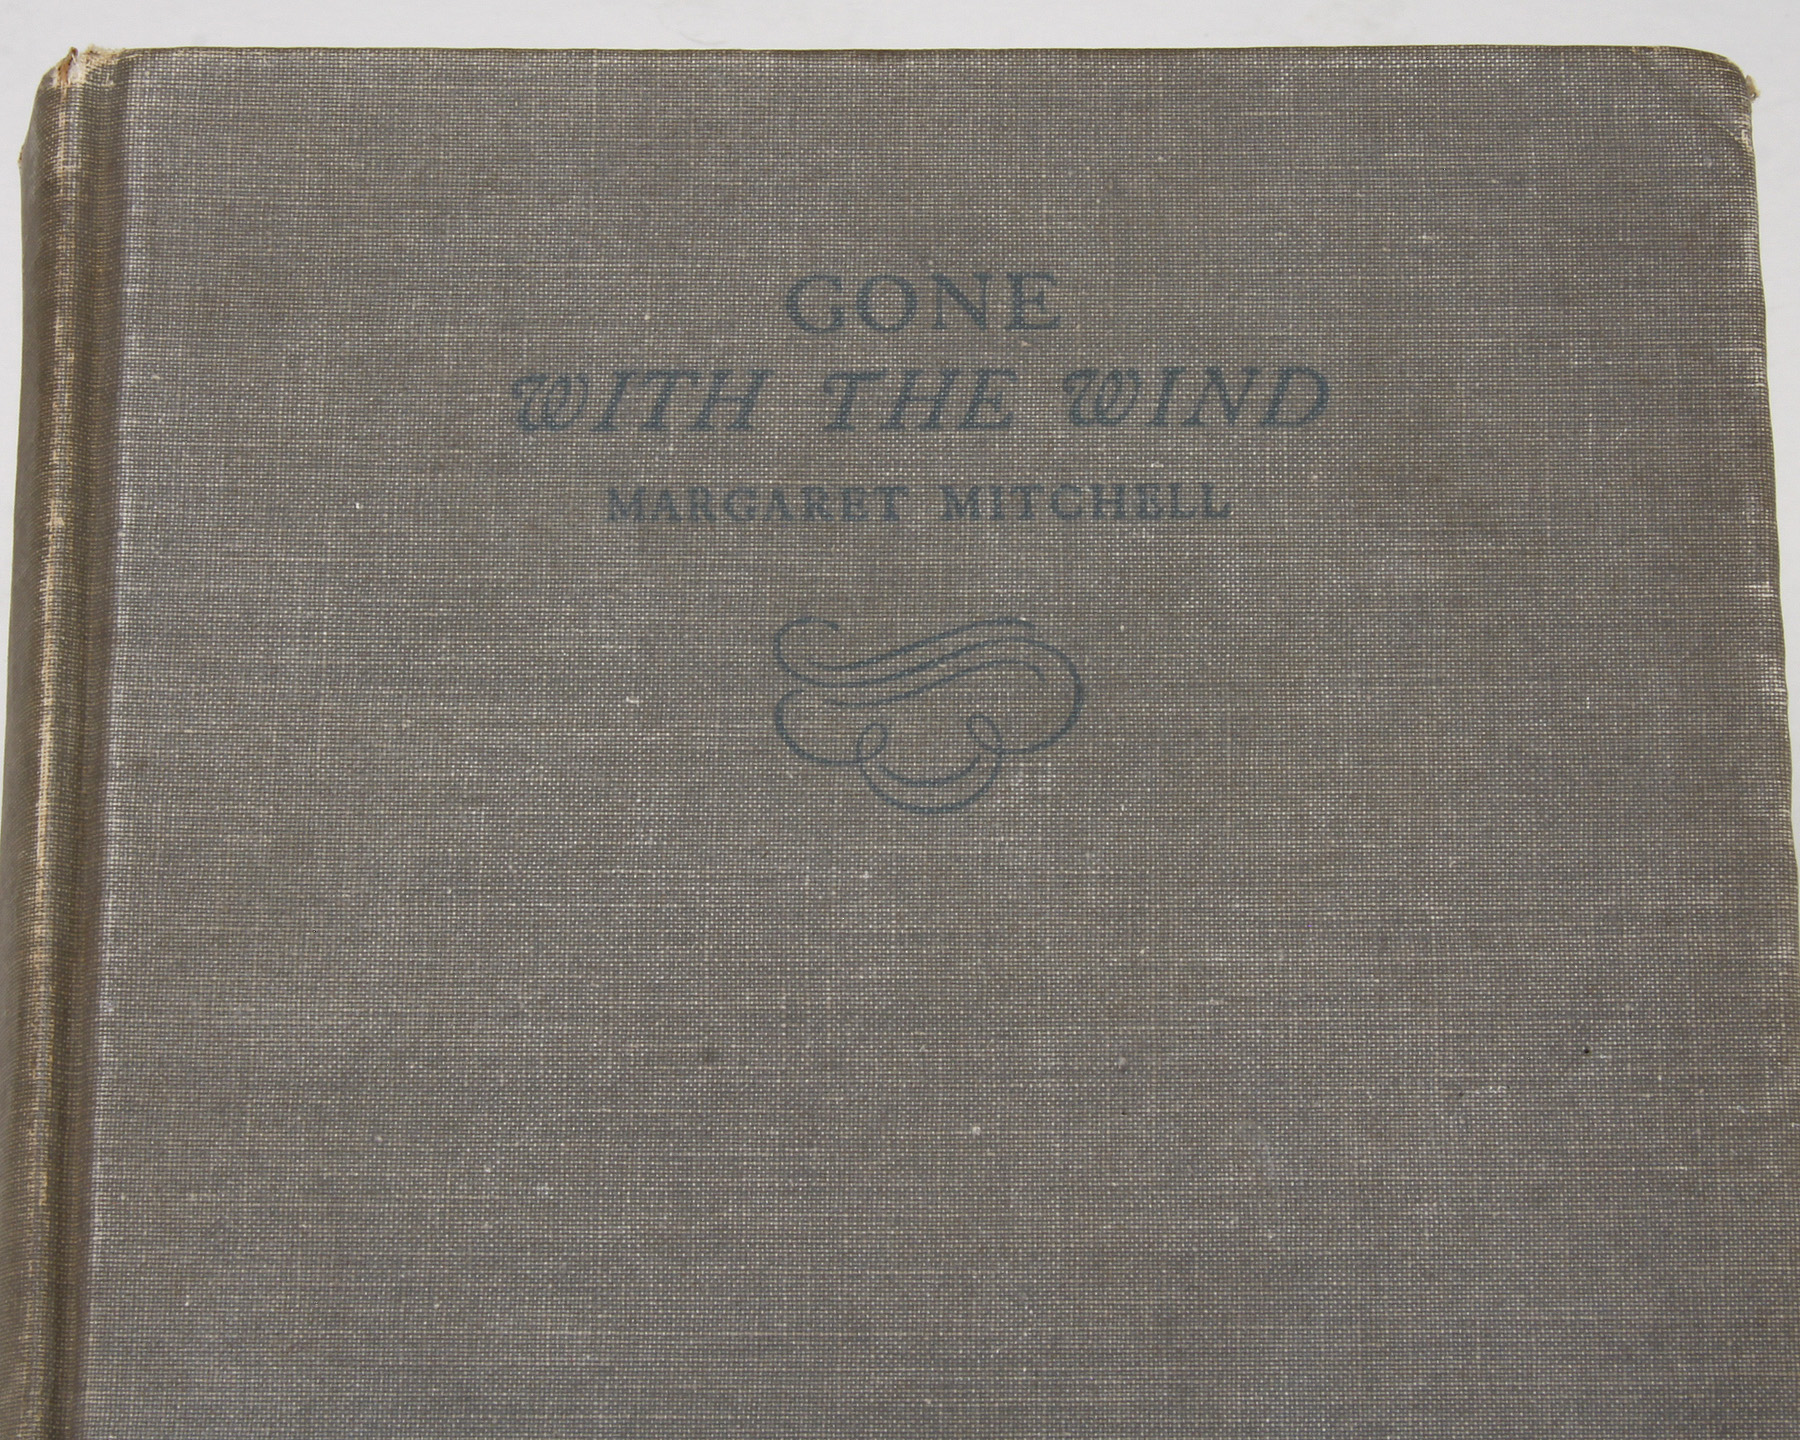 GONE
WITH THE WIND
MARGARET MITCHELL